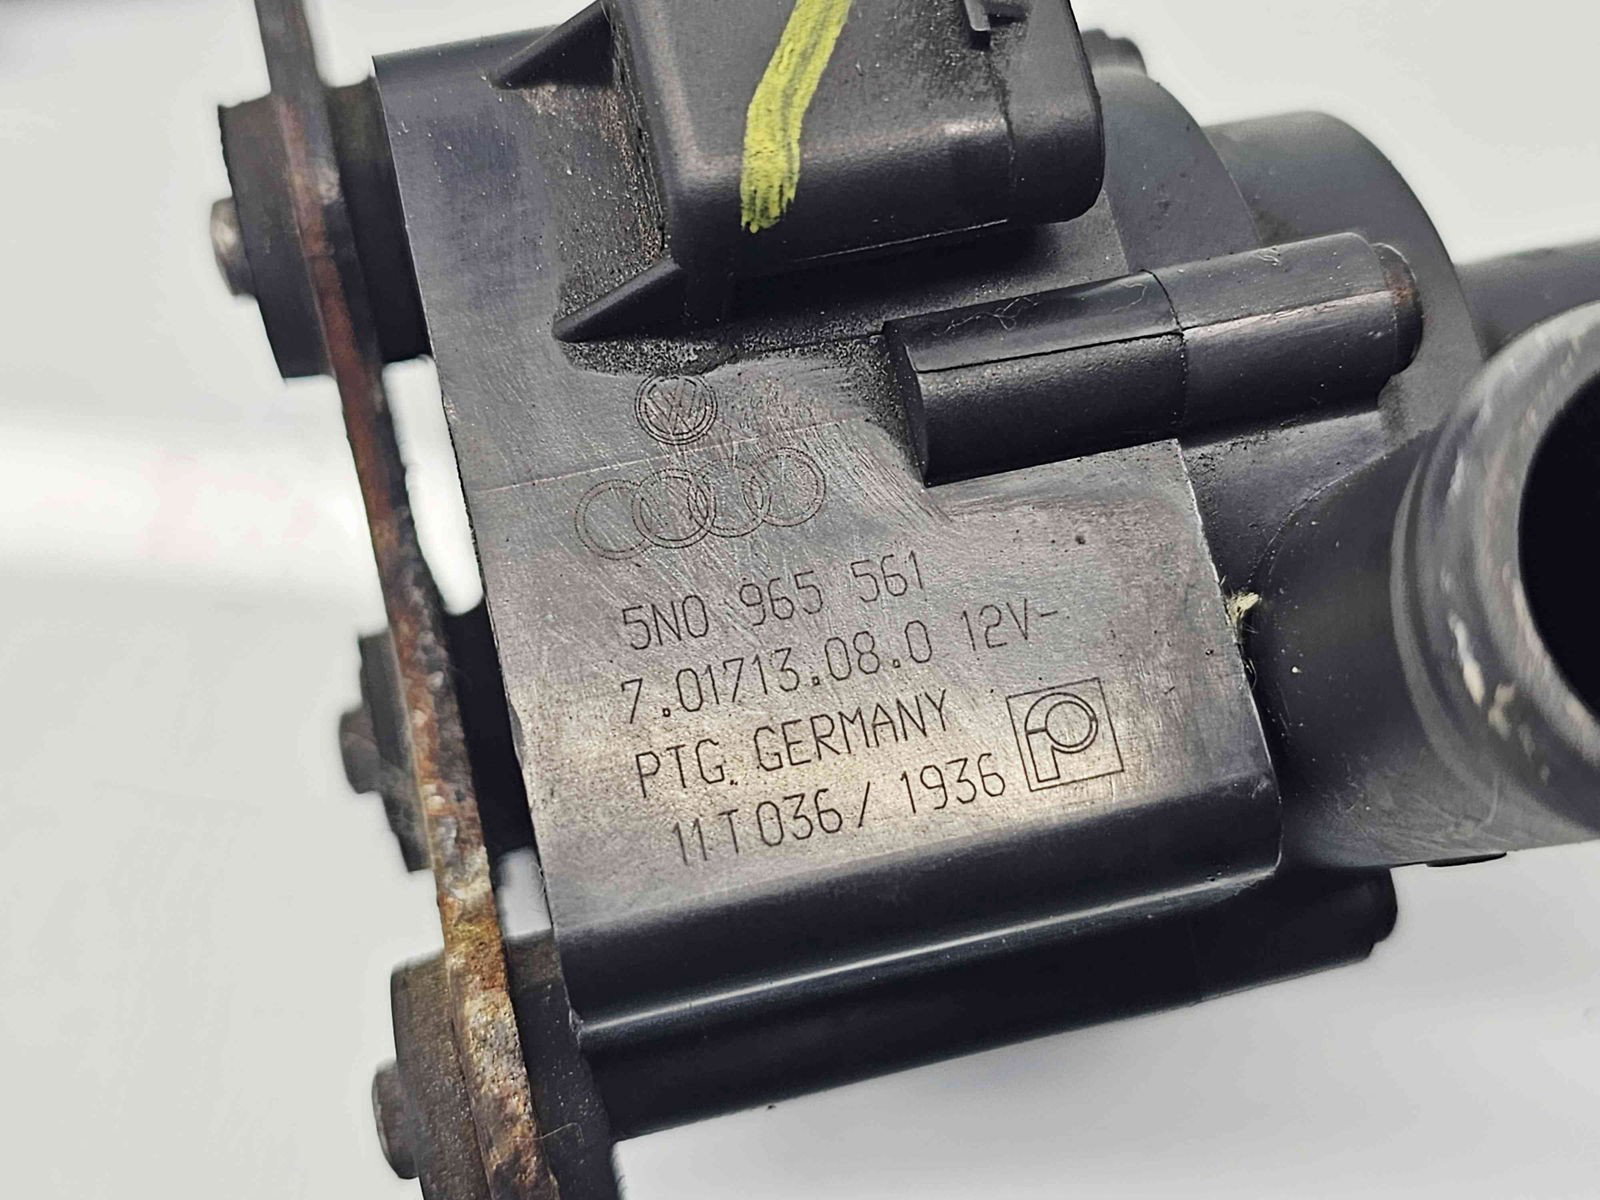 5N0 965 561
7.01713.08.0 12V-
PTG. GERMANY
11T036/1936